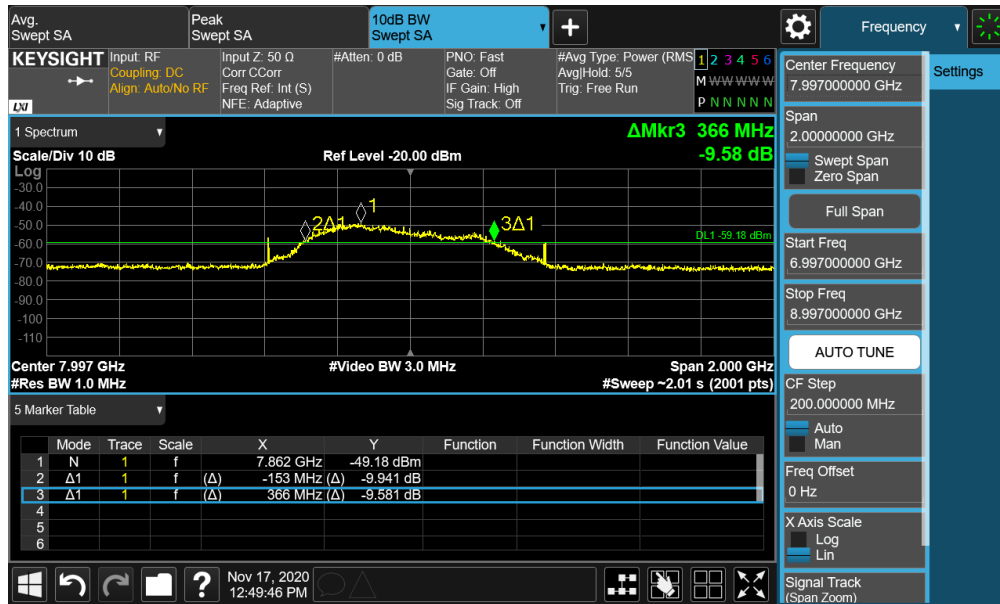 Avg.
Swept SA
Peak
Swept SA
10dB BW
Swept SA
Frequency
KEYSIGHT
LXI
Input: RF
Coupling: DC
Align: Auto/No RF
Input Z: 50 Ω
Corr CCorr
Freq Ref: Int (S)
NFE: Adaptive
#Atten: 0 dB
PNO: Fast
Gate: Off
IF Gain: High
Sig Track: Off
#Avg Type: Power (RMS
Avg|Hold: 5/5
Trig: Free Run
1 2 3 4 5 6
M W W W W W
P N N N N N
1 Spectrum
ΔMkr3 366 MHz
-9.58 dB
Scale/Div 10 dB
Ref Level -20.00 dBm
Log
-30.0
-40.0
-50.0
-60.0
-70.0
-80.0
-90.0
-100
-110
2Δ1
1
3Δ1
DL1 -59.18 dBm
Center 7.997 GHz
#Video BW 3.0 MHz
Span 2.000 GHz
#Res BW 1.0 MHz
#Sweep ~2.01 s (2001 pts)
5 Marker Table
Mode Trace Scale X Y Function Function Width Function Value
1 N 1 f 7.862 GHz -49.18 dBm
2 Δ1 1 f (Δ) -153 MHz (Δ) -9.941 dB
3 Δ1 1 f (Δ) 366 MHz (Δ) -9.581 dB
4
5
6
Nov 17, 2020
12:49:46 PM
?
Center Frequency
7.997000000 GHz
Settings
Span
2.00000000 GHz
Swept Span
Zero Span
Full Span
Start Freq
6.997000000 GHz
Stop Freq
8.997000000 GHz
AUTO TUNE
CF Step
200.000000 MHz
Auto
Man
Freq Offset
0 Hz
X Axis Scale
Log
Lin
Signal Track
(Span Zoom)